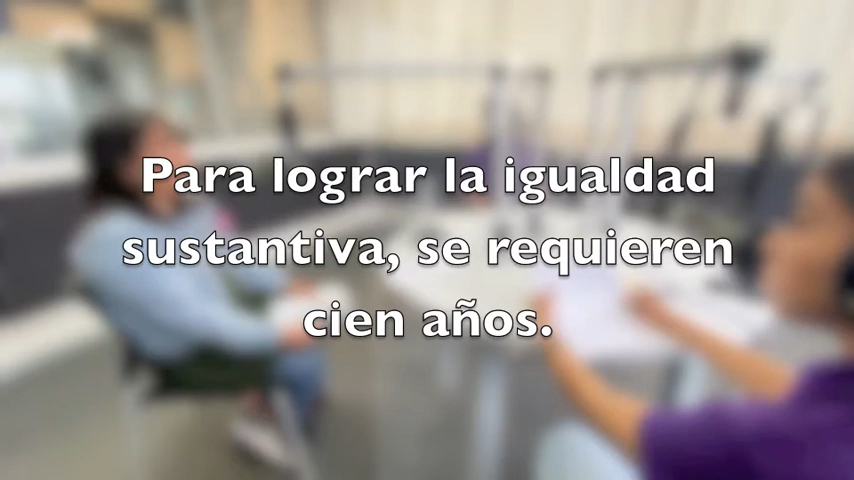 Para lograr la igualdad
sustantiva, se requieren
cien años.